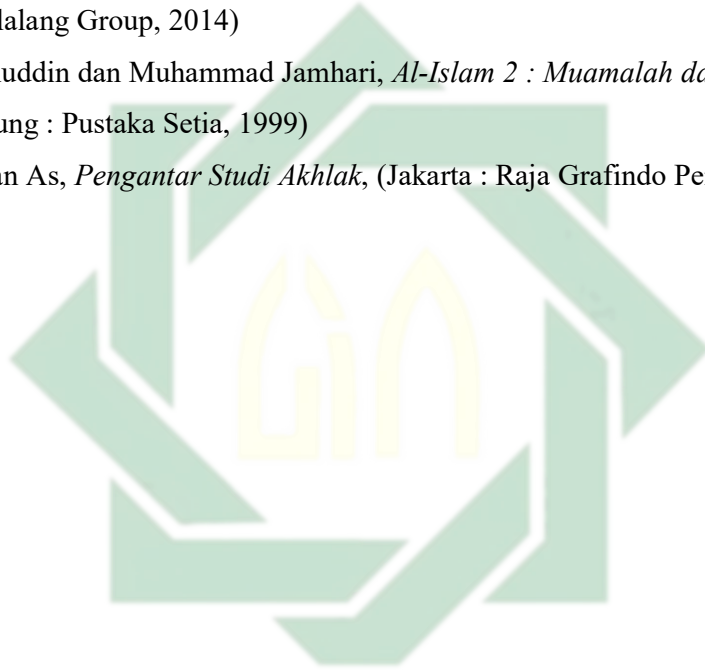 lalang Group, 2014)
uddin dan Muhammad Jamhari, Al-Islam 2 : Muamalah da
ung : Pustaka Setia, 1999)
an As, Pengantar Studi Akhlak, (Jakarta : Raja Grafindo Pe